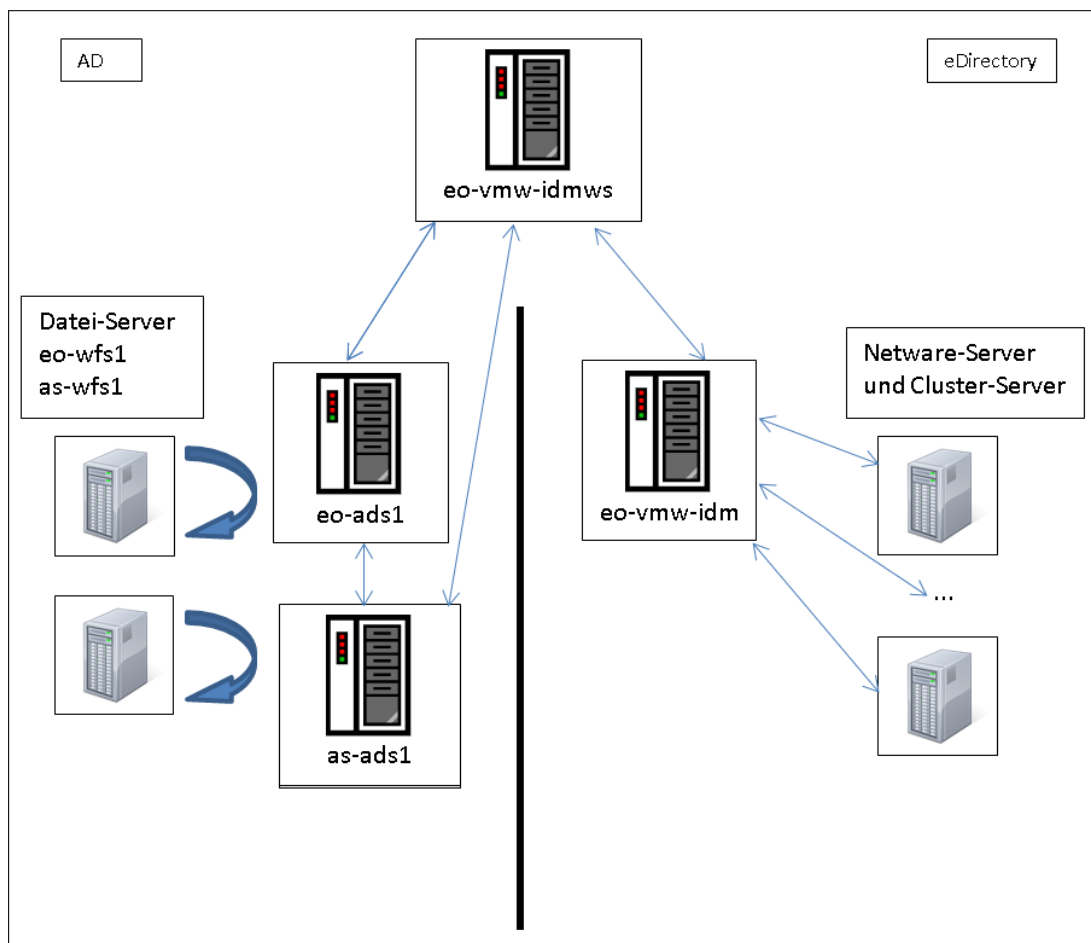 AD
eDirectory
eo-vmw-idmws
Datei-Server
eo-wfs1
as-wfs1
Netware-Server
und Cluster-Server
eo-ads1
eo-vmw-idm
...
as-ads1